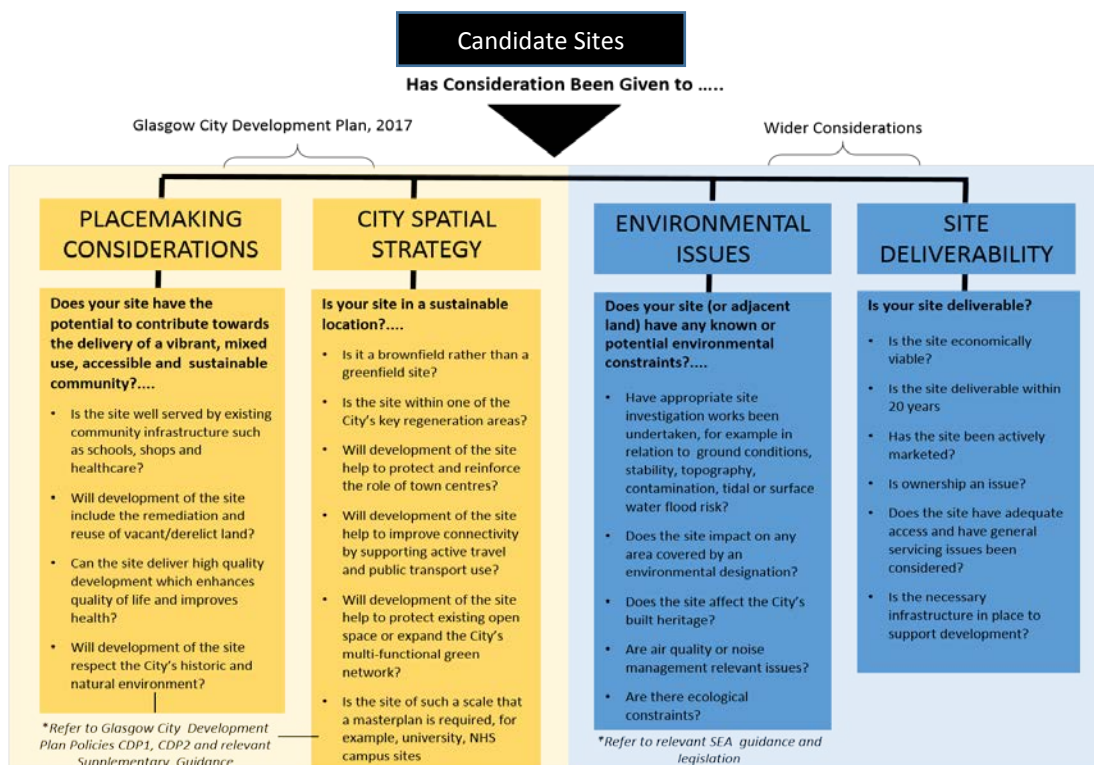 Candidate Sites
Has Consideration Been Given to .....
Glasgow City Development Plan, 2017
Wider Considerations
PLACEMAKING
CONSIDERATIONS
Does your site have the
potential to contribute towards
the delivery of a vibrant, mixed
use, accessible and sustainable
community?....
• Is the site well served by existing
community infrastructure such
as schools, shops and
healthcare?
• Will development of the site
include the remediation and
reuse of vacant/derelict land?
• Can the site deliver high quality
development which enhances
quality of life and improves
health?
• Will development of the site
respect the City's historic and
natural environment?
*Refer to Glasgow City Development
Plan Policies CDP1, CDP2 and relevant
Supplementary Guidance
CITY SPATIAL
STRATEGY
Is your site in a sustainable
location?....
• Is it a brownfield rather than a
greenfield site?
• Is the site within one of the
City's key regeneration areas?
• Will development of the site
help to protect and reinforce
the role of town centres?
• Will development of the site
help to improve connectivity
by supporting active travel
and public transport use?
• Will development of the site
help to protect existing open
space or expand the City's
multi-functional green
network?
• Is the site of such a scale that
a masterplan is required, for
example, university, NHS
campus sites
ENVIRONMENTAL
ISSUES
Does your site (or adjacent
land) have any known or
potential environmental
constraints?....
• Have appropriate site
investigation works been
undertaken, for example in
relation to ground conditions,
stability, topography,
contamination, tidal or surface
water flood risk?
• Does the site impact on any
area covered by an
environmental designation?
• Does the site affect the City's
built heritage?
• Are air quality or noise
management relevant issues?
• Are there ecological
constraints?
*Refer to relevant SEA guidance and
legislation
SITE
DELIVERABILITY
Is your site deliverable?
• Is the site economically
viable?
• Is the site deliverable within
20 years
• Has the site been actively
marketed?
• Is ownership an issue?
• Does the site have adequate
access and have general
servicing issues been
considered?
• Is the necessary
infrastructure in place to
support development?